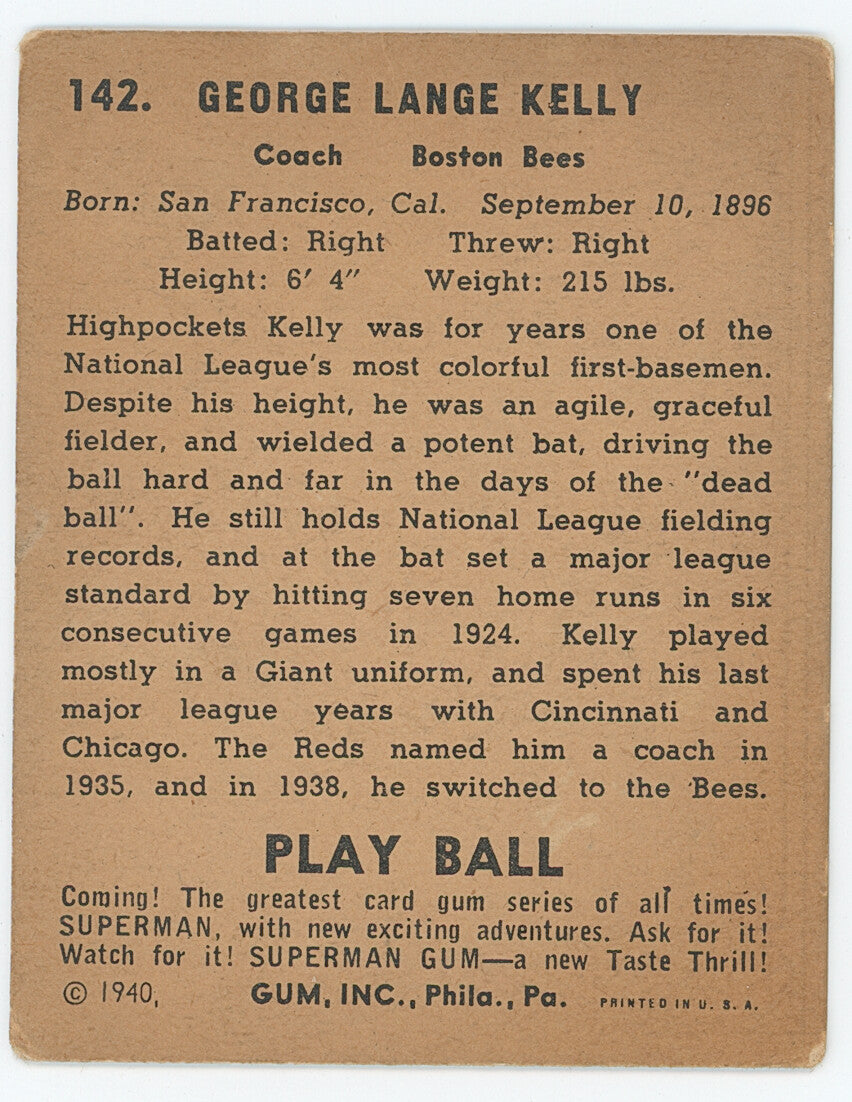 142. GEORGE LANGE KELLY
Coach Boston Bees
Born: San Francisco, Cal. September 10, 1896
Batted: Right Threw: Right
Height: 6′ 4″ Weight: 215 lbs.
Highpockets Kelly was for years one of the
National League's most colorful first-basemen.
Despite his height, he was an agile, graceful
fielder, and wielded a potent bat, driving the
ball hard and far in the days of the "dead
ball". He still holds National League fielding
records, and at the bat set a major league
standard by hitting seven home runs in six
consecutive games in 1924. Kelly played
mostly in a Giant uniform, and spent his last
major league years with Cincinnati and
Chicago. The Reds named him a coach in
1935, and in 1938, he switched to the Bees.
PLAY BALL
Coming! The greatest card gum series of all times!
SUPERMAN, with new exciting adventures. Ask for it!
Watch for it! SUPERMAN GUM—a new Taste Thrill!
© 1940, GUM, INC., Phila., Pa. PRINTED IN U. S. A.